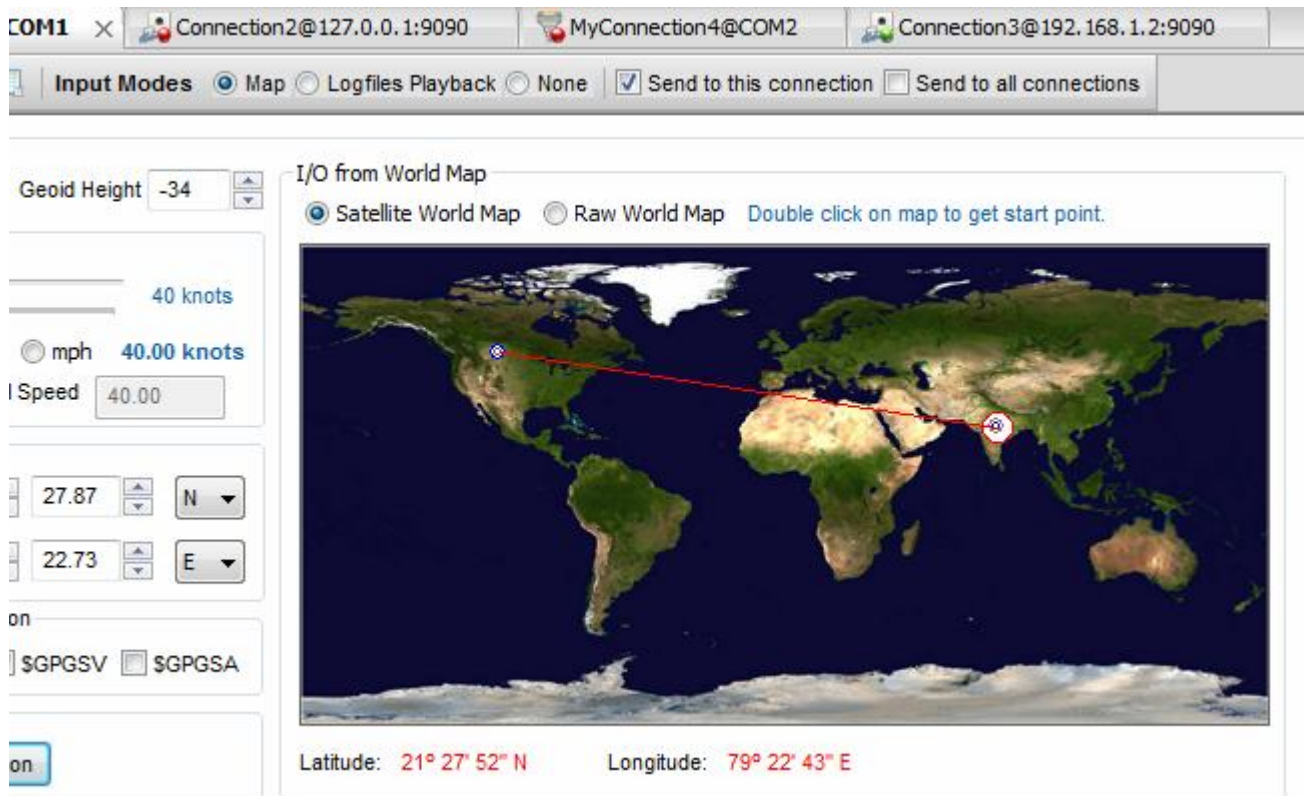 COM1 Connection2@127.0.0.1:9090 MyConnection4@COM2 Connection3@192.168.1.2:9090
Input Modes Map Logfiles Playback None Send to this connection Send to all connections
Geoid Height -34
I/O from World Map
Satellite World Map Raw World Map Double click on map to get start point.
40 knots
mph 40.00 knots
Speed 40.00
27.87 N
22.73 E
on
$GPGSV $GPGSA
on
Latitude: 21º 27' 52" N Longitude: 79º 22' 43" E